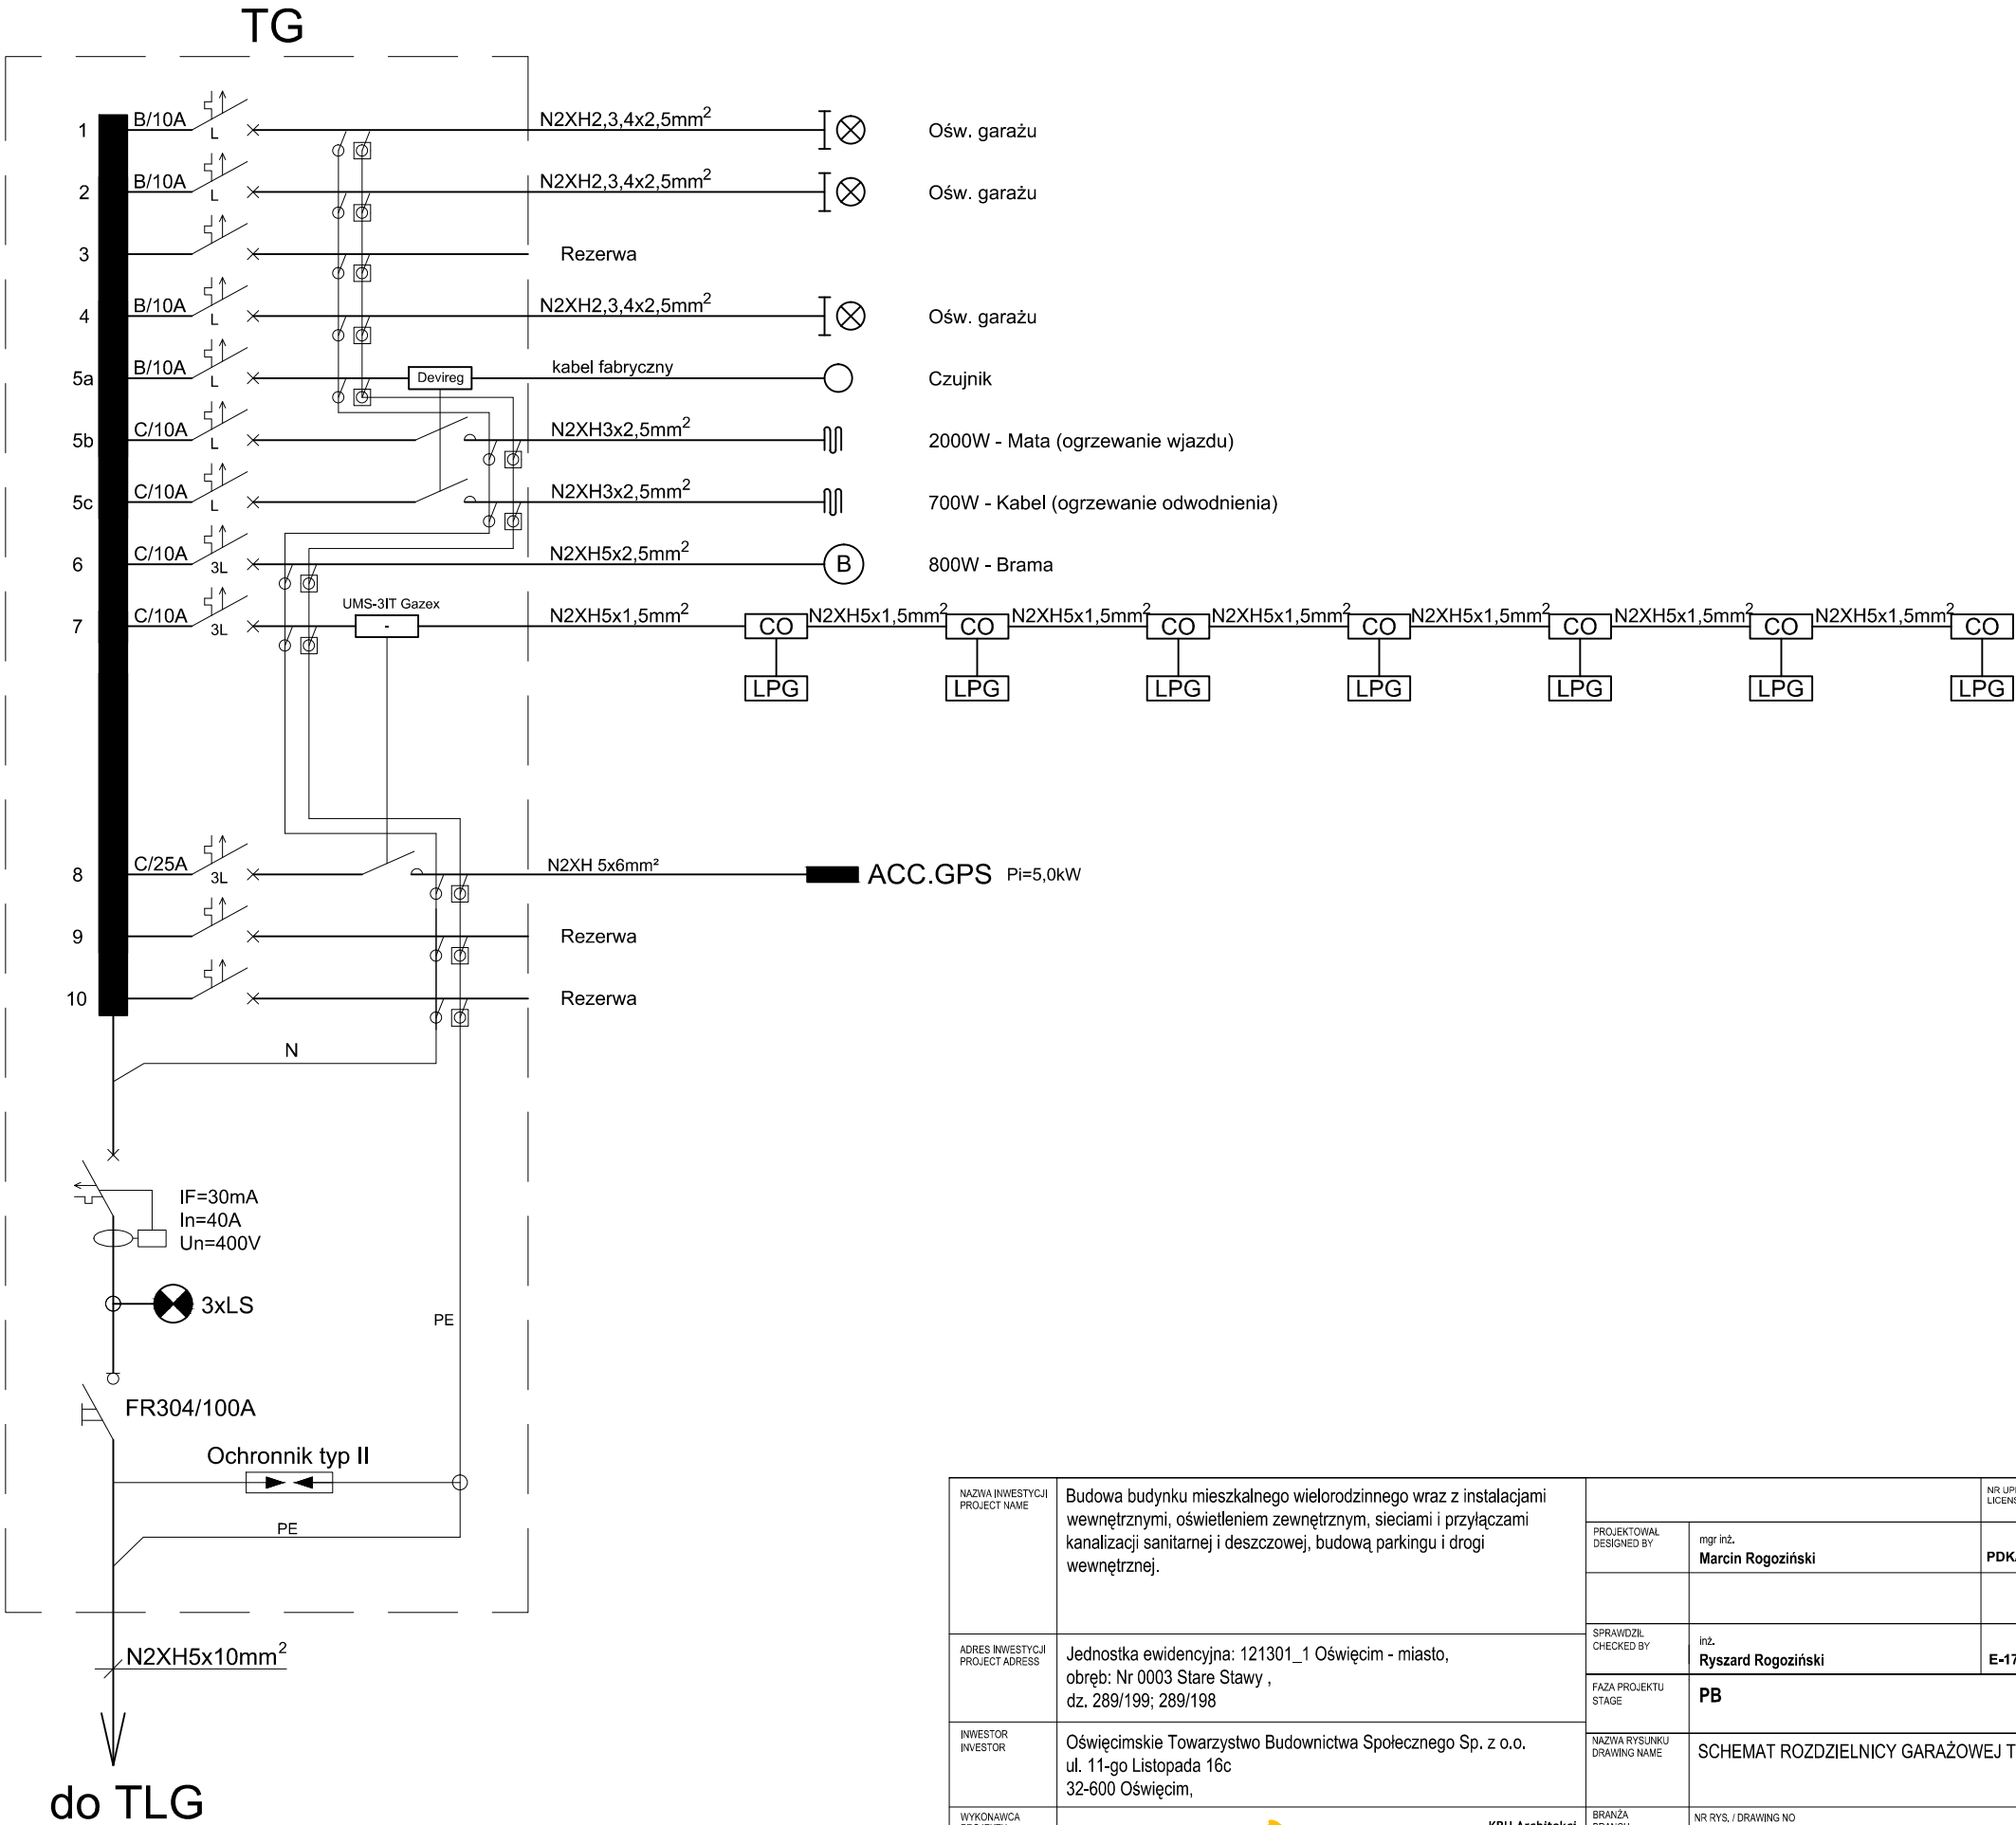 TG
1 B/10A L N2XH2,3,4x2,5mm² Ośw. garażu
2 B/10A L N2XH2,3,4x2,5mm² Ośw. garażu
3 Rezerwa
4 B/10A L N2XH2,3,4x2,5mm² Ośw. garażu
5a B/10A L Devireg kabel fabryczny Czujnik
5b C/10A L N2XH3x2,5mm² 2000W - Mata (ogrzewanie wjazdu)
5c C/10A L N2XH3x2,5mm² 700W - Kabel (ogrzewanie odwodnienia)
6 C/10A 3L N2XH5x2,5mm² B 800W - Brama
UMS-3IT Gazex
7 C/10A 3L - N2XH5x1,5mm² CO N2XH5x1,5mm² CO N2XH5x1,5mm² CO N2XH5x1,5mm² CO N2XH5x1,5mm² CO N2XH5x1,5mm² CO N2XH5x1,5mm² CO
LPG LPG LPG LPG LPG LPG LPG
8 C/25A 3L N2XH 5x6mm² ACC.GPS Pi=5,0kW
9 Rezerwa
10 Rezerwa
N
IF=30mA
In=40A
Un=400V
3xLS
PE
FR304/100A
Ochronnik typ II
PE
N2XH5x10mm²
do TLG
NAZWA INWESTYCJI
PROJECT NAME
Budowa budynku mieszkalnego wielorodzinnego wraz z instalacjami
wewnętrznymi, oświetleniem zewnętrznym, sieciami i przyłączami
kanalizacji sanitarnej i deszczowej, budową parkingu i drogi
wewnętrznej.
ADRES INWESTYCJI
PROJECT ADRESS
Jednostka ewidencyjna: 121301_1 Oświęcim - miasto,
obręb: Nr 0003 Stare Stawy ,
dz. 289/199; 289/198
INWESTOR
INVESTOR
Oświęcimskie Towarzystwo Budownictwa Społecznego Sp. z o.o.
ul. 11-go Listopada 16c
32-600 Oświęcim,
WYKONAWCA
NR UP
LICENS
PROJEKTOWAŁ
DESIGNED BY
mgr inż.
Marcin Rogoziński
PDK
SPRAWDZIŁ
CHECKED BY
inż.
Ryszard Rogoziński
E-17
FAZA PROJEKTU
STAGE
PB
NAZWA RYSUNKU
DRAWING NAME
SCHEMAT ROZDZIELNICY GARAŻOWEJ T
BRANŻA
NR RYS. / DRAWING NO